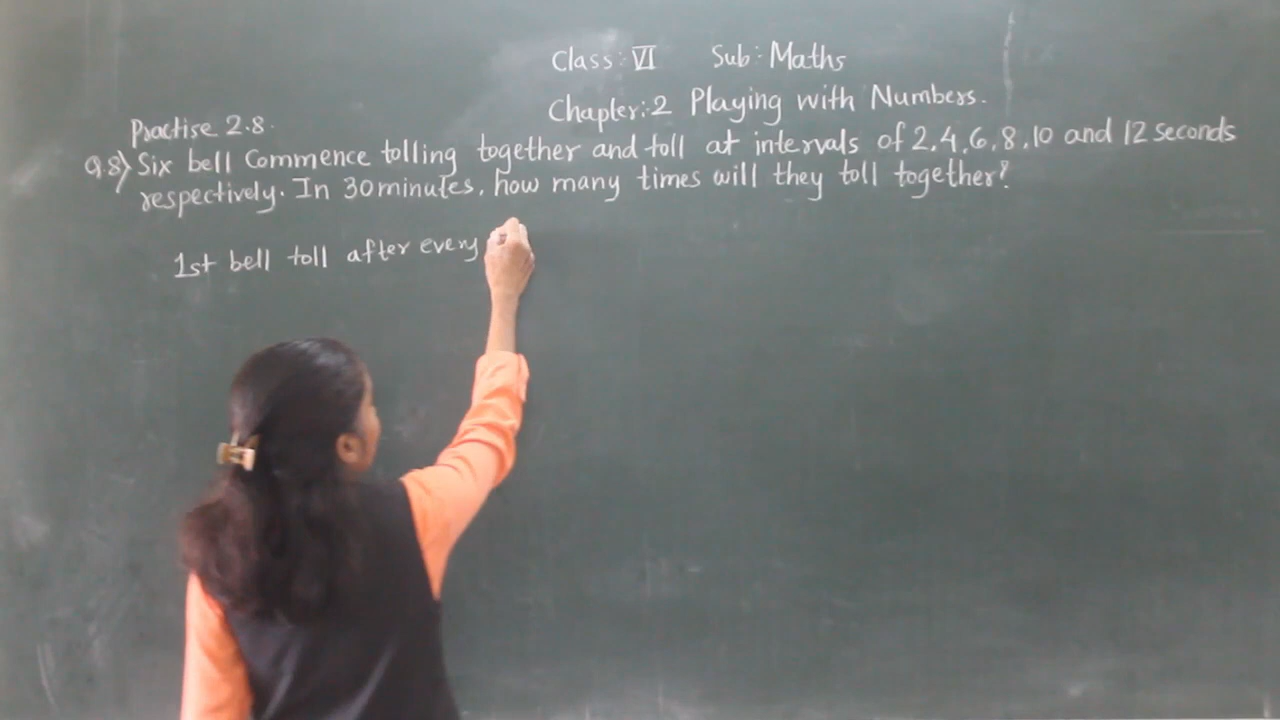 Class: VI Sub: Maths
Chapter: 2 Playing with Numbers.
Practise 2.8.
Q.8) Six bell Commence tolling together and toll at intervals of 2, 4, 6, 8, 10 and 12 seconds
respectively. In 30 minutes, how many times will they toll together?
1st bell toll after every